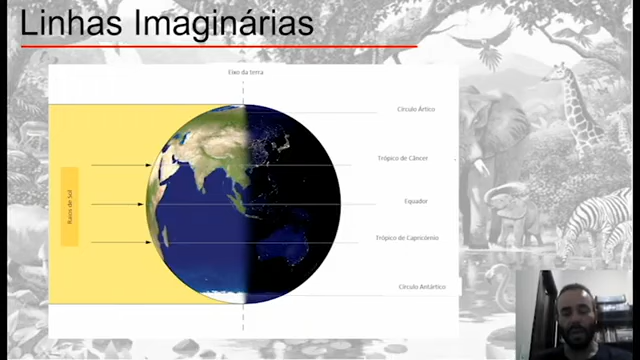 Linhas Imaginárias
Eixo da terra
Círculo Ártico
Trópico de Câncer
Raios de Sol
Equador
Trópico de Capricórnio
Círculo Antártico